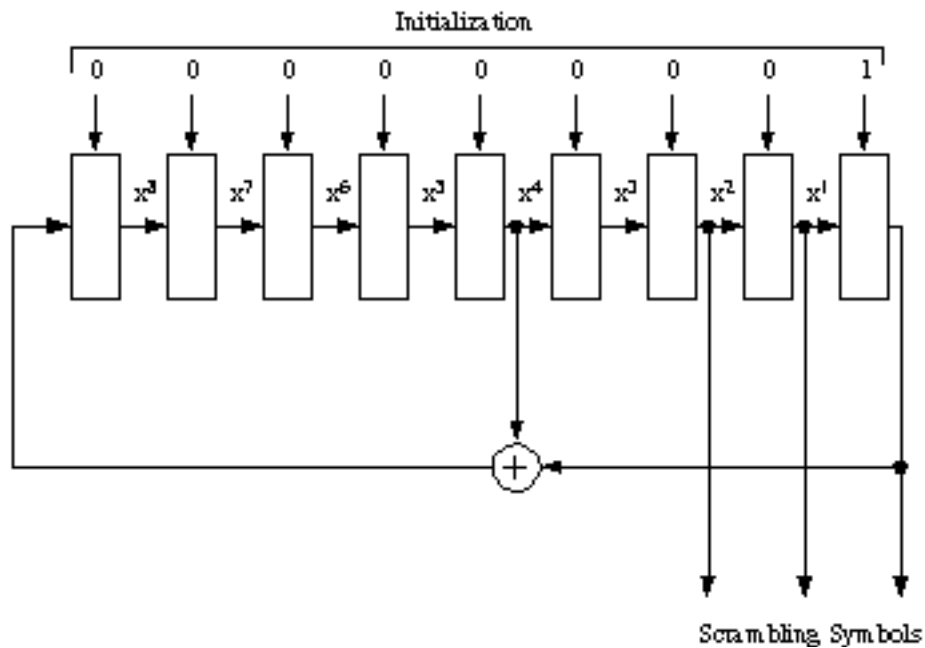 Initialization
0 0 0 0 0 0 0 0 1
x⁸ x⁷ x⁶ x⁵ x⁴ x³ x² x¹
+
Scrambling Symbols